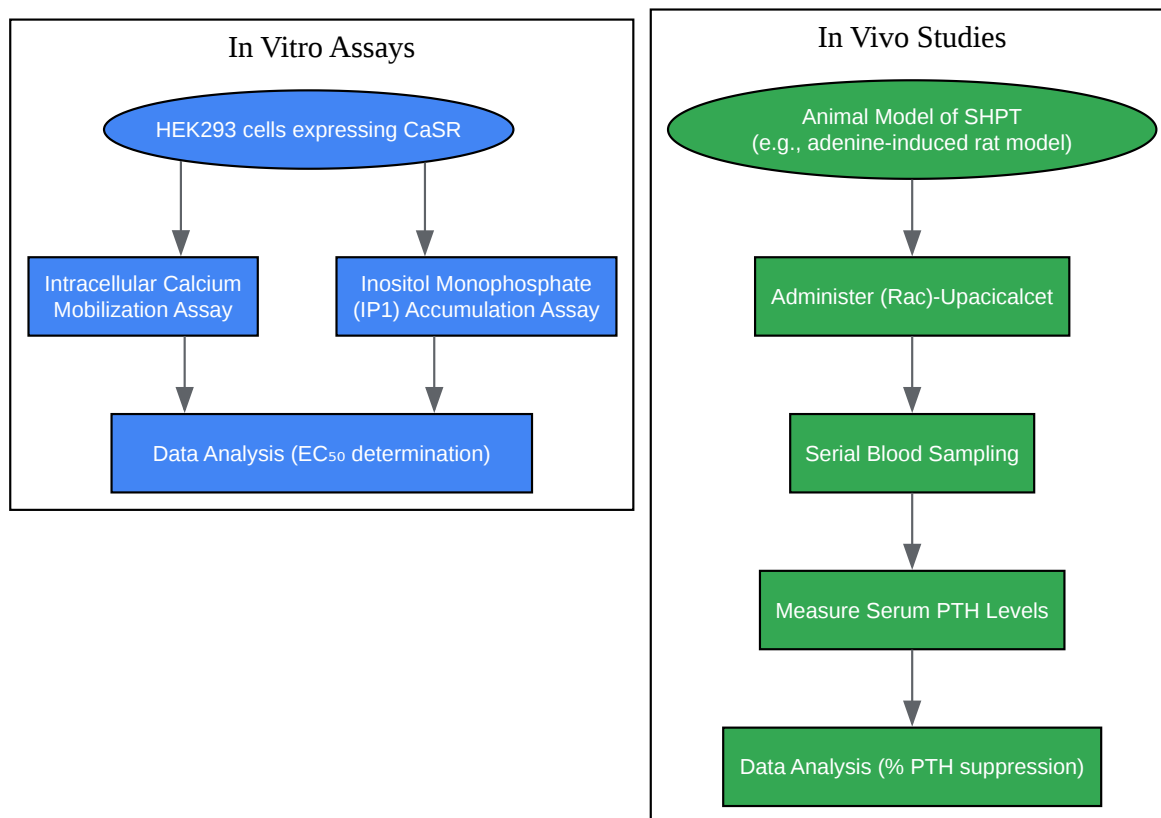 In Vitro Assays
HEK293 cells expressing CaSR
Intracellular Calcium
Mobilization Assay
Inositol Monophosphate
(IP1) Accumulation Assay
Data Analysis (EC₅₀ determination)
In Vivo Studies
Animal Model of SHPT
(e.g., adenine-induced rat model)
Administer (Rac)-Upacicalcet
Serial Blood Sampling
Measure Serum PTH Levels
Data Analysis (% PTH suppression)